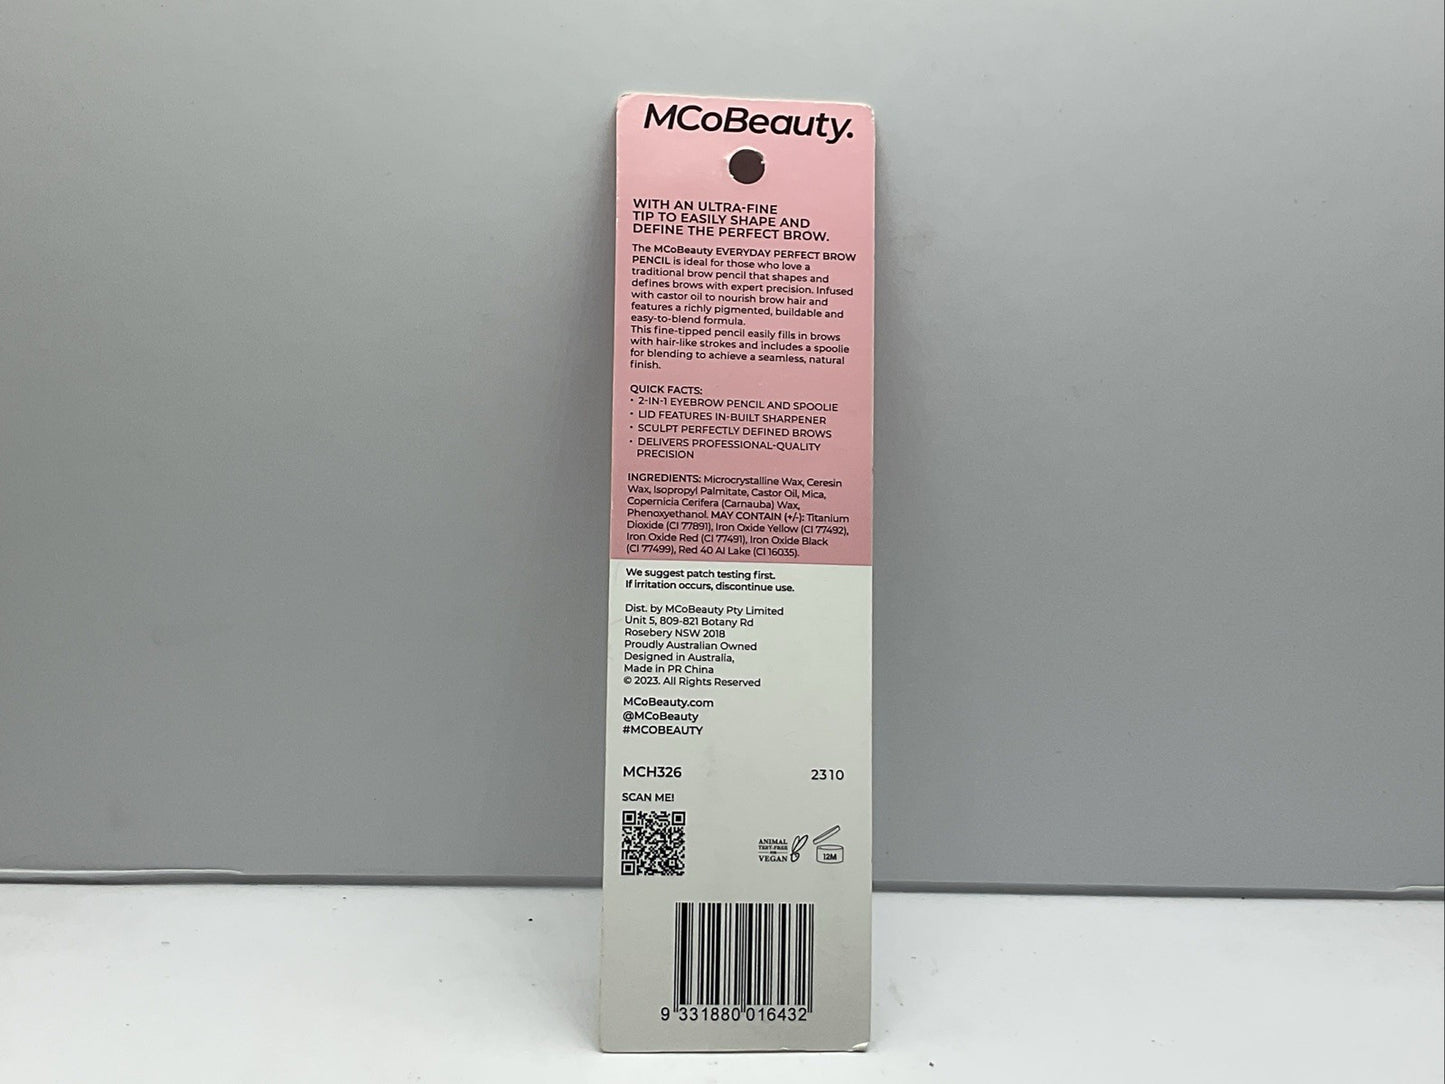 MCoBeauty.
WITH AN ULTRA-FINE
TIP TO EASILY SHAPE AND
DEFINE THE PERFECT BROW.
The MCoBeauty EVERYDAY PERFECT BROW
PENCIL is ideal for those who love a
traditional brow pencil that shapes and
defines brows with expert precision. Infused
with castor oil to nourish brow hair and
features a richly pigmented, buildable and
easy-to-blend formula.
This fine-tipped pencil easily fills in brows
with hair-like strokes and includes a spoolie
for blending to achieve a seamless, natural
finish.
QUICK FACTS:
• 2-IN-1 EYEBROW PENCIL AND SPOOLIE
• LID FEATURES IN-BUILT SHARPENER
• SCULPT PERFECTLY DEFINED BROWS
• DELIVERS PROFESSIONAL-QUALITY
PRECISION
INGREDIENTS: Microcrystalline Wax, Ceresin
Wax, Isopropyl Palmitate, Castor Oil, Mica,
Copernicia Cerifera (Carnauba) Wax,
Phenoxyethanol. MAY CONTAIN (+/-): Titanium
Dioxide (CI 77891), Iron Oxide Yellow (CI 77492),
Iron Oxide Red (CI 77491), Iron Oxide Black
(CI 77499), Red 40 Al Lake (CI 16035).
We suggest patch testing first.
If irritation occurs, discontinue use.
Dist. by MCoBeauty Pty Limited
Unit 5, 809-821 Botany Rd
Rosebery NSW 2018
Proudly Australian Owned
Designed in Australia,
Made in PR China
© 2023. All Rights Reserved
MCoBeauty.com
@MCoBeauty
#MCOBEAUTY
MCH326 2310
SCAN ME!
ANIMAL
TEST-FREE
VEGAN
12M
9 331880 016432